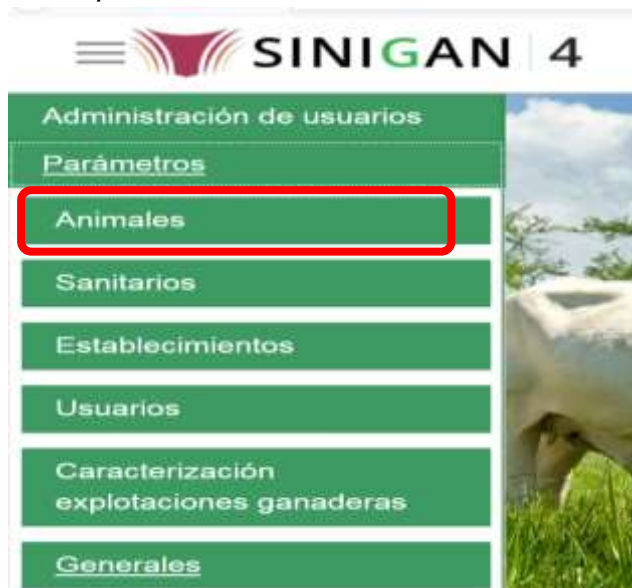 SINIGAN 4
Administración de usuarios
Parámetros
Animales
Sanitarios
Establecimientos
Usuarios
Caracterización
explotaciones ganaderas
Generales